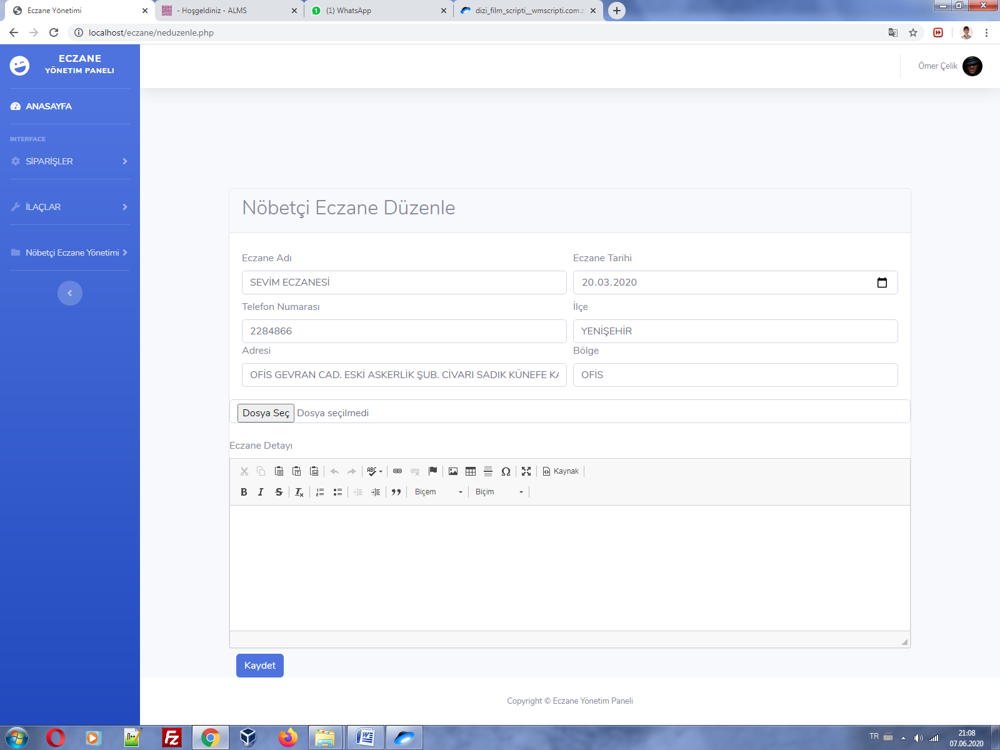 Eczane Yönetimi
- Hoşgeldiniz - ALMS
(1) WhatsApp
dizi_film_scripti__wmscripti.com.z
localhost/eczane/neduzenle.php
ECZANE
YÖNETIM PANELI
Ömer Çelik
ANASAYFA
INTERFACE
SİPARİŞLER
İLAÇLAR
Nöbetçi Eczane Yönetimi
Nöbetçi Eczane Düzenle
Eczane Adı
Eczane Tarihi
SEVİM ECZANESİ
20.03.2020
Telefon Numarası
İlçe
2284866
YENİŞEHİR
Adresi
Bölge
OFİS GEVRAN CAD. ESKİ ASKERLİK ŞUB. CİVARI SADIK KÜNEFE KA
OFİS
Dosya Seç Dosya seçilmedi
Eczane Detayı
Kaynak
Biçem
Biçim
Kaydet
Copyright © Eczane Yönetim Paneli
TR
21:08
07.06.2020